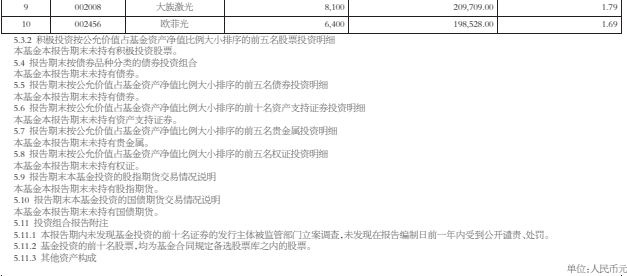 9 002008 大族激光 8,100 209,709.00 1.79
10 002456 欧菲光 6,400 198,528.00 1.69
5.3.2 积极投资按公允价值占基金资产净值比例大小排序的前五名股票投资明细
本基金本报告期末未持有积极投资股票。
5.4 报告期末按债券品种分类的债券投资组合
本基金本报告期末未持有债券。
5.5 报告期末按公允价值占基金资产净值比例大小排序的前五名债券投资明细
本基金本报告期末未持有债券。
5.6 报告期末按公允价值占基金资产净值比例大小排序的前十名资产支持证券投资明细
本基金本报告期末未持有资产支持证券。
5.7 报告期末按公允价值占基金资产净值比例大小排序的前五名贵金属投资明细
本基金本报告期末未持有贵金属。
5.8 报告期末按公允价值占基金资产净值比例大小排序的前五名权证投资明细
本基金本报告期末未持有权证。
5.9 报告期末本基金投资的股指期货交易情况说明
本基金本报告期末未持有股指期货。
5.10 报告期末本基金投资的国债期货交易情况说明
本基金本报告期末未持有国债期货。
5.11 投资组合报告附注
5.11.1 本报告期内未发现基金投资的前十名证券的发行主体被监管部门立案调查,未发现在报告编制日前一年内受到公开谴责、处罚。
5.11.2 基金投资的前十名股票,均为基金合同规定备选股票库之内的股票。
5.11.3 其他资产构成
单位:人民币元